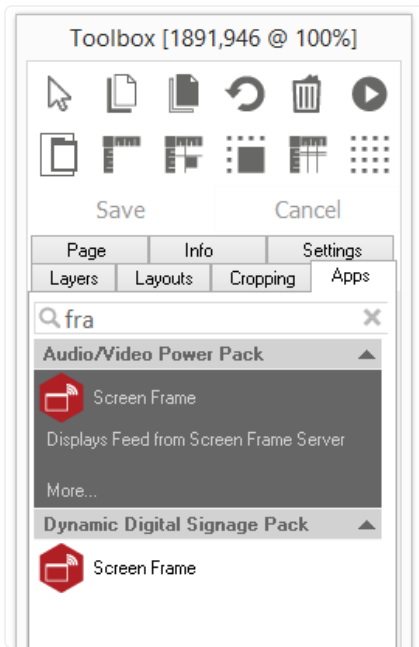 Toolbox [1891,946 @ 100%]
Save Cancel
Page Info Settings
Layers Layouts Cropping Apps
fra
Audio/Video Power Pack
Screen Frame
Displays Feed from Screen Frame Server
More...
Dynamic Digital Signage Pack
Screen Frame